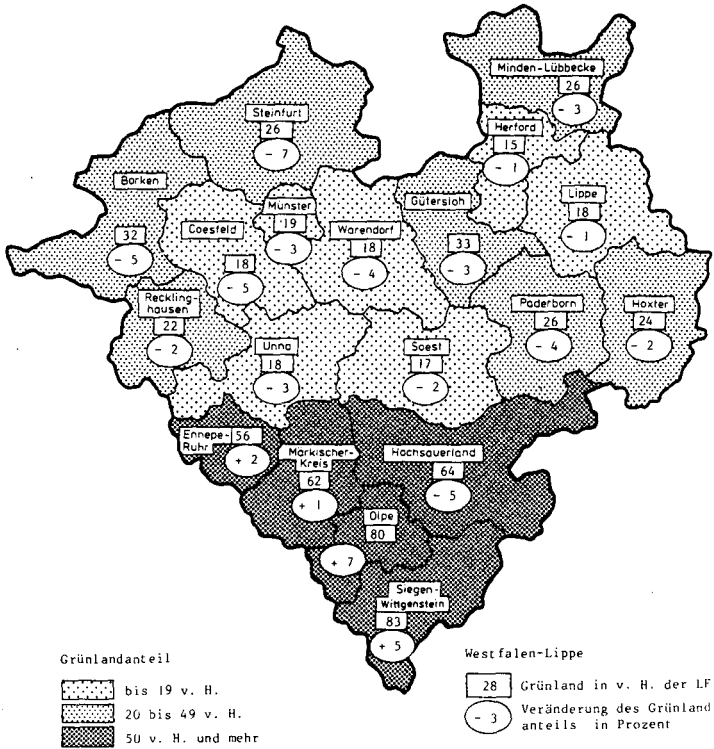 Minden-Lübbecke
26
- 3
Steinfurt
26
- 7
Herford
15
- 1
Borken
32
- 5
Münster
19
- 3
Gütersloh
33
- 3
Lippe
18
- 1
Coesfeld
18
- 5
Warendorf
18
- 4
Reckling-
hausen
22
- 2
Paderborn
26
- 4
Höxter
24
- 2
Unna
18
- 3
Soest
17
- 2
Ennepe-
Ruhr
56
+ 2
Märkischer-
Kreis
62
+ 1
Hochsauerland
64
- 5
Olpe
80
+ 7
Siegen-
Wittgenstein
83
+ 5
Grünlandanteil
bis 19 v. H.
20 bis 49 v. H.
50 v. H. und mehr
Westfalen-Lippe
28 Grünland in v. H. der LF
- 3 Veränderung des Grünland
anteils in Prozent